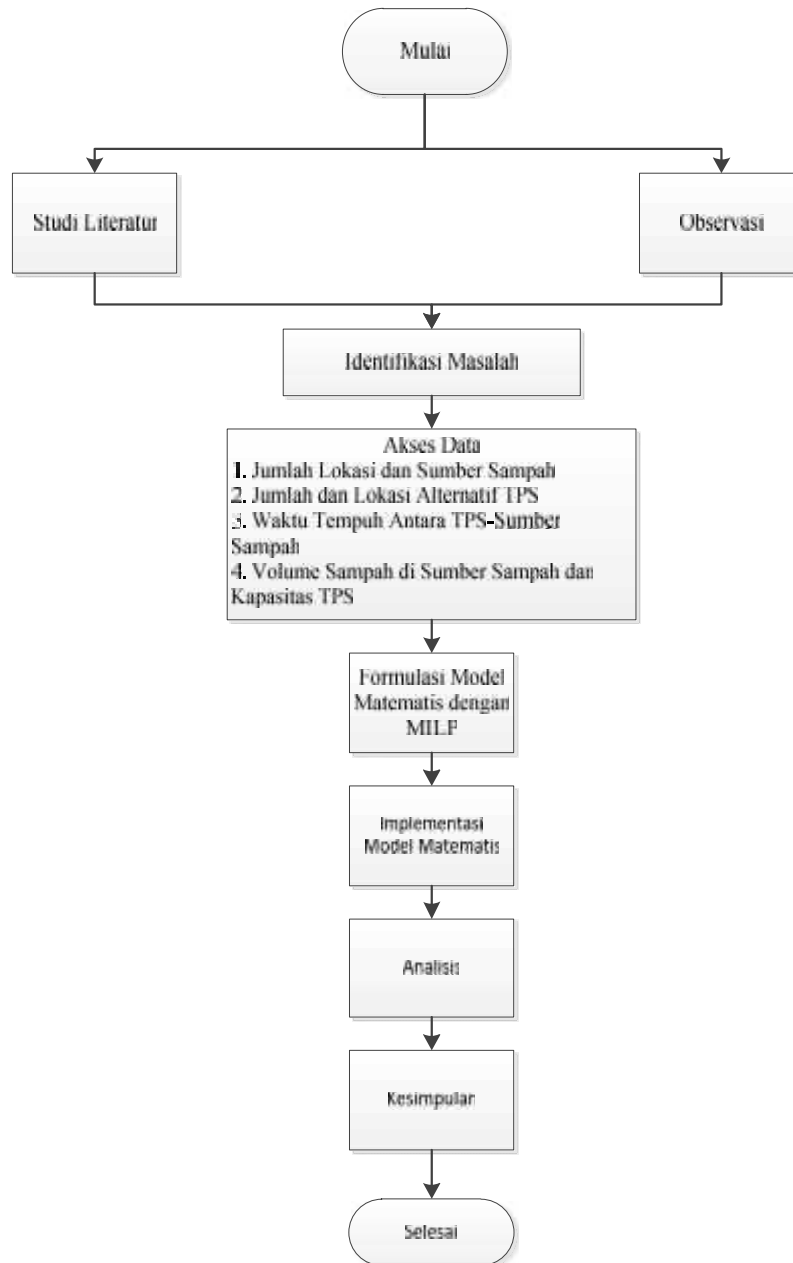 Mulai
Studi Literatur
Observasi
Identifikasi Masalah
Akses Data
1. Jumlah Lokasi dan Sumber Sampah
2. Jumlah dan Lokasi Alternatif TPS
3. Waktu Tempuh Antara TPS-Sumber
Sampah
4. Volume Sampah di Sumber Sampah dan
Kapasitas TPS
Formulasi Model
Matematis dengan
MILP
Implementasi
Model Matematis
Analisis
Kesimpulan
Selesai